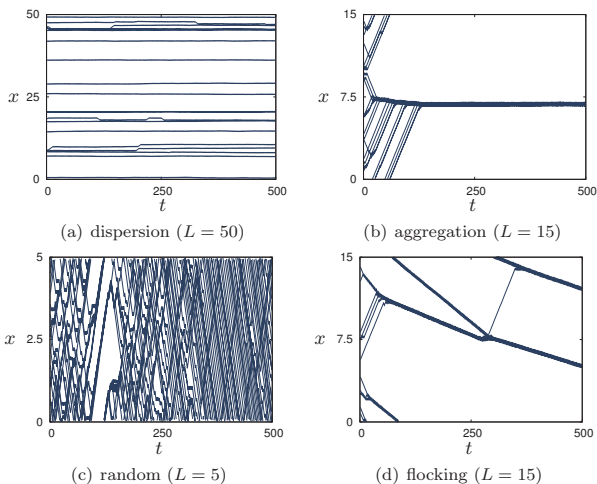 50
x
25
0
0
250
500
t
(a) dispersion (L = 50)
15
x
7.5
0
0
250
500
t
(b) aggregation (L = 15)
5
x
2.5
0
0
250
500
t
(c) random (L = 5)
15
x
7.5
0
0
250
500
t
(d) flocking (L = 15)